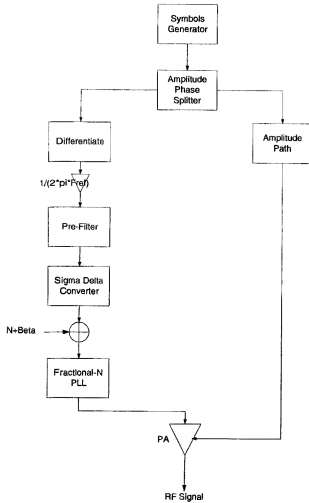 Symbols
Generator
Amplitude
Phase
Splitter
Differentiate
Amplitude
Path
1/(2*pi*Fref)
Pre-Filter
Sigma Delta
Converter
N+Beta
Fractional-N
PLL
PA
RF Signal